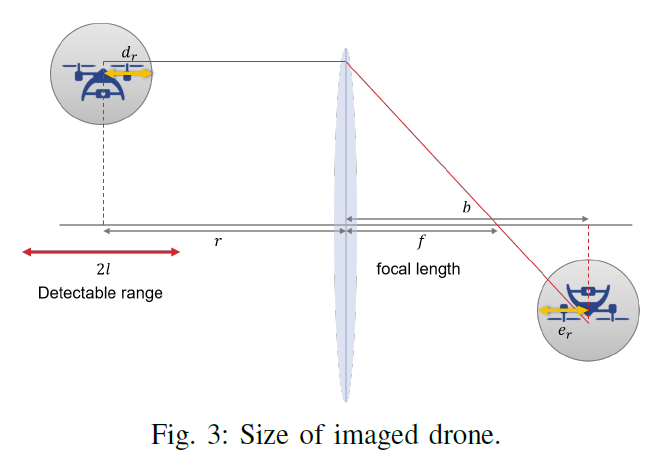 d_r
b
r
f
2l
focal length
Detectable range
e_r
Fig. 3: Size of imaged drone.